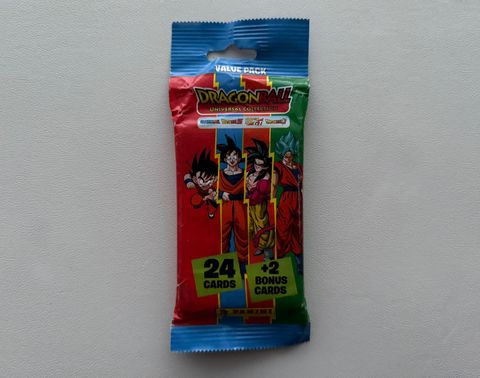 VALUE PACK
DRAGON BALL
UNIVERSAL COLLECTION
24
CARDS
+2
BONUS
CARDS
PANINI